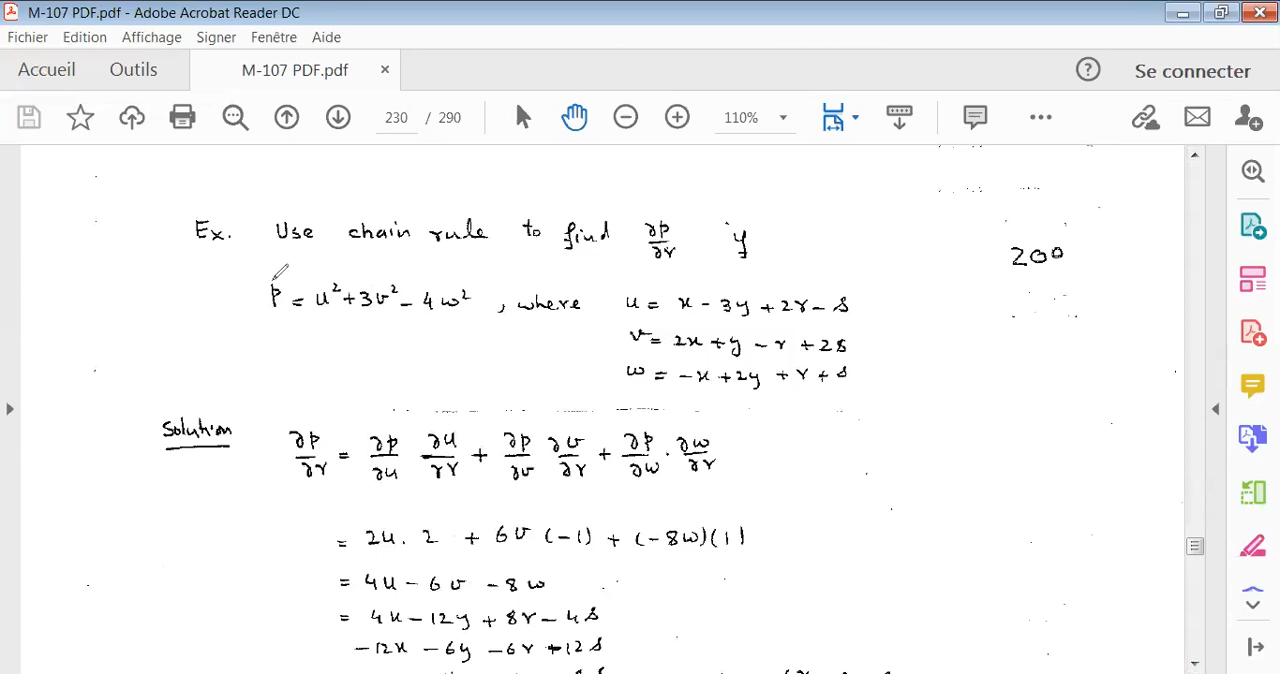 M-107 PDF.pdf - Adobe Acrobat Reader DC
Fichier Edition Affichage Signer Fenêtre Aide
Accueil Outils M-107 PDF.pdf × Se connecter
230 / 290 110%
Ex. Use chain rule to find ∂p/∂r if
200
p = u² + 3v² - 4w² , where u = x - 3y + 2r - s
v = 2x + y - r + 2s
w = -x + 2y + r + s
Solution ∂p/∂r = ∂p/∂u ∂u/∂r + ∂p/∂v ∂v/∂r + ∂p/∂w · ∂w/∂r
= 2u . 2 + 6v (-1) + (-8w)(1)
= 4u - 6v - 8w
= 4x - 12y + 8r - 4s
-12x - 6y - 6r -12s